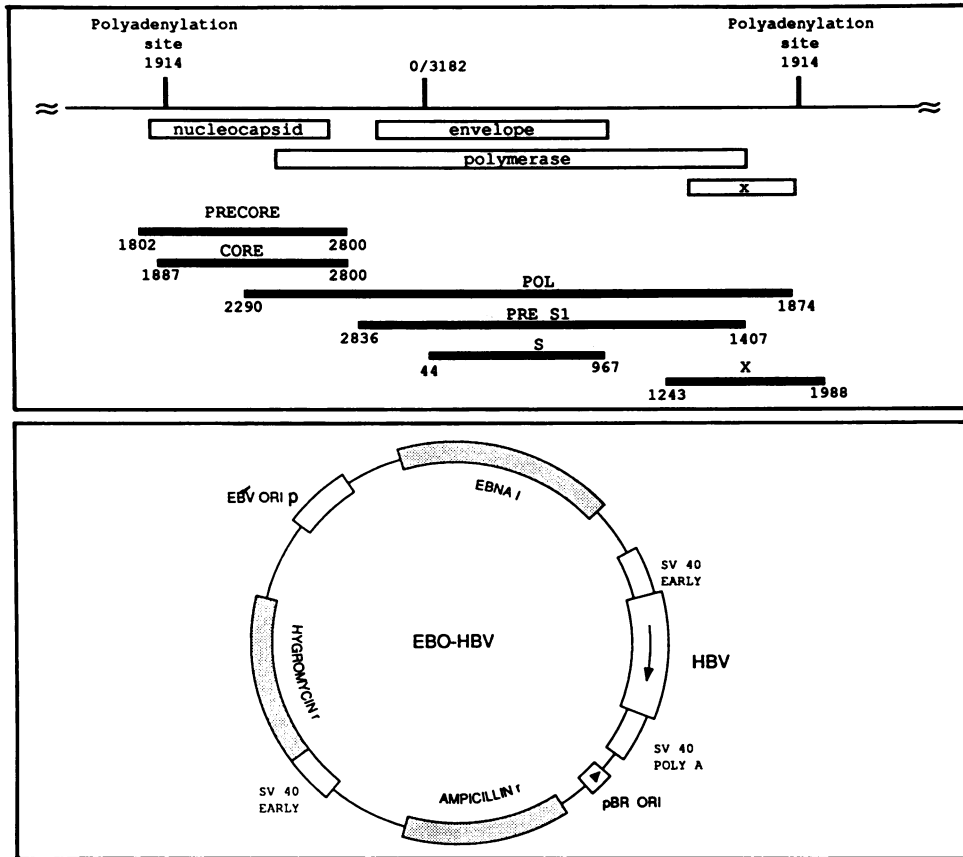 Polyadenylation
site
1914
0/3182
Polyadenylation
site
1914
nucleocapsid
envelope
polymerase
x
PRECORE
1802 2800
CORE
1887 2800
POL
2290 1874
PRE S1
2836 1407
S
44 967
X
1243 1988
EBNA I
EBV ORI p
SV 40
EARLY
HYGROMYCIN r
EBO-HBV
HBV
SV 40
POLY A
SV 40
EARLY
AMPICILLIN r
pBR ORI